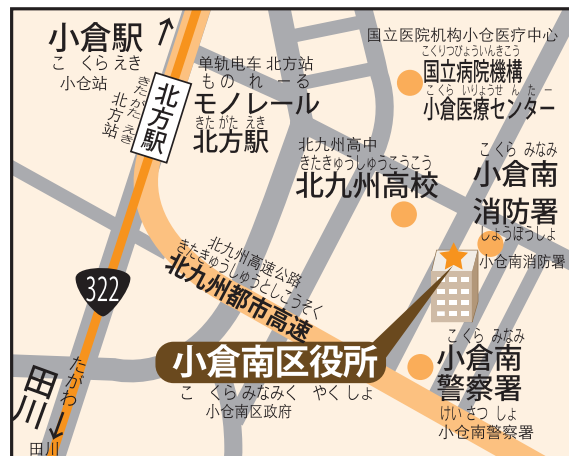 小倉駅
こくらえき
小仓站
↗
国立医院机构小仓医疗中心
こくりつびょういんきこう
国立病院機構
こくらいりょうせんたー
小倉医療センター
单轨电车 北方站
ものれーる
モノレール
きたがたえき
北方駅
北方駅
きたがたえき
北方站
北九州高中
きたきゅうしゅうこうこう
北九州高校
こくらみなみ
小倉南
消防署
しょうぼうしょ
小仓南消防署
北九州高速公路
きたきゅうしゅうとしこうそく
北九州都市高速
322
小倉南区役所
こくらみなみく やくしょ
小仓南区政府
こくらみなみ
小倉南
警察署
けいさつしょ
小仓南警察署
たがわ
田川
↓
田川